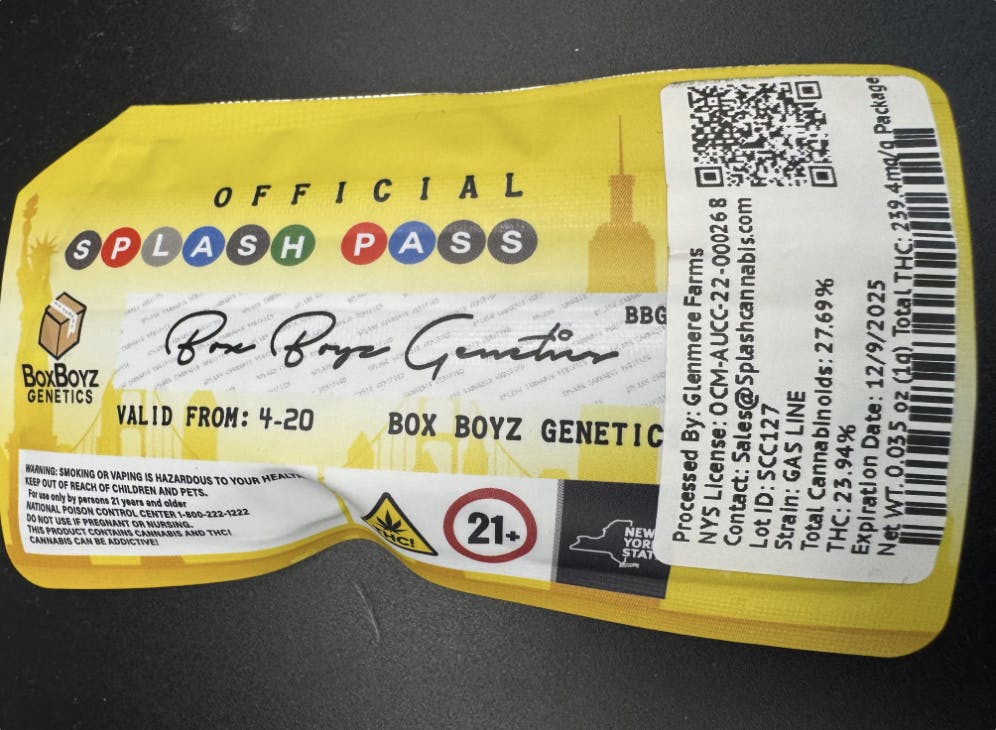 OFFICIAL
SPLASH PASS
BBG
Box Boyz Genetics
BOXBOYZ
GENETICS
VALID FROM: 4-20
BOX BOYZ GENETIC
WARNING: SMOKING OR VAPING IS HAZARDOUS TO YOUR HEALTH
KEEP OUT OF REACH OF CHILDREN AND PETS.
For use only by persons 21 years and older
NATIONAL POISON CONTROL CENTER 1-800-222-1222
DO NOT USE IF PREGNANT OR NURSING.
THIS PRODUCT CONTAINS CANNABIS AND THC!
CANNABIS CAN BE ADDICTIVE!
THC!
21+
NEW
YORK
STAT
Processed By: Glenmere Farms
NYS License: OCM-AUCC-22-000268
Contact: Sales@Splashcannabis.com
Lot ID: SCC127
Strain: GAS LINE
Total Cannabinoids: 27.69%
THC: 23.94%
Expiration Date: 12/9/2025
Net WT. 0.035 oz (1g) Total THC: 239.4mg/g Package